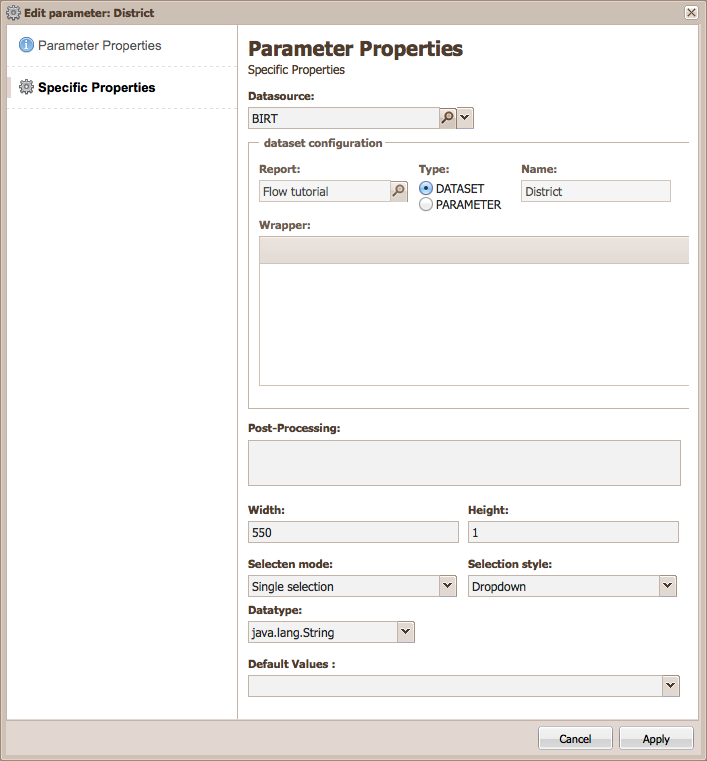 Edit parameter: District
Parameter Properties
Specific Properties
Parameter Properties
Specific Properties
Datasource:
BIRT
dataset configuration
Report: Type: Name:
Flow tutorial DATASET District
PARAMETER
Wrapper:
Post-Processing:
Width: Height:
550 1
Selecten mode: Selection style:
Single selection Dropdown
Datatype:
java.lang.String
Default Values :
Cancel Apply